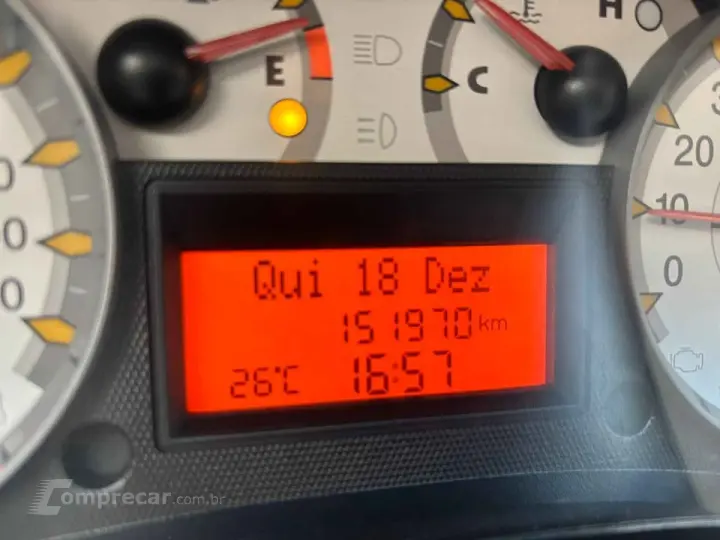 H
E
C
20
10
0
Qui 18 Dez
151970 km
26°C 16:57
Comprecar.com.br